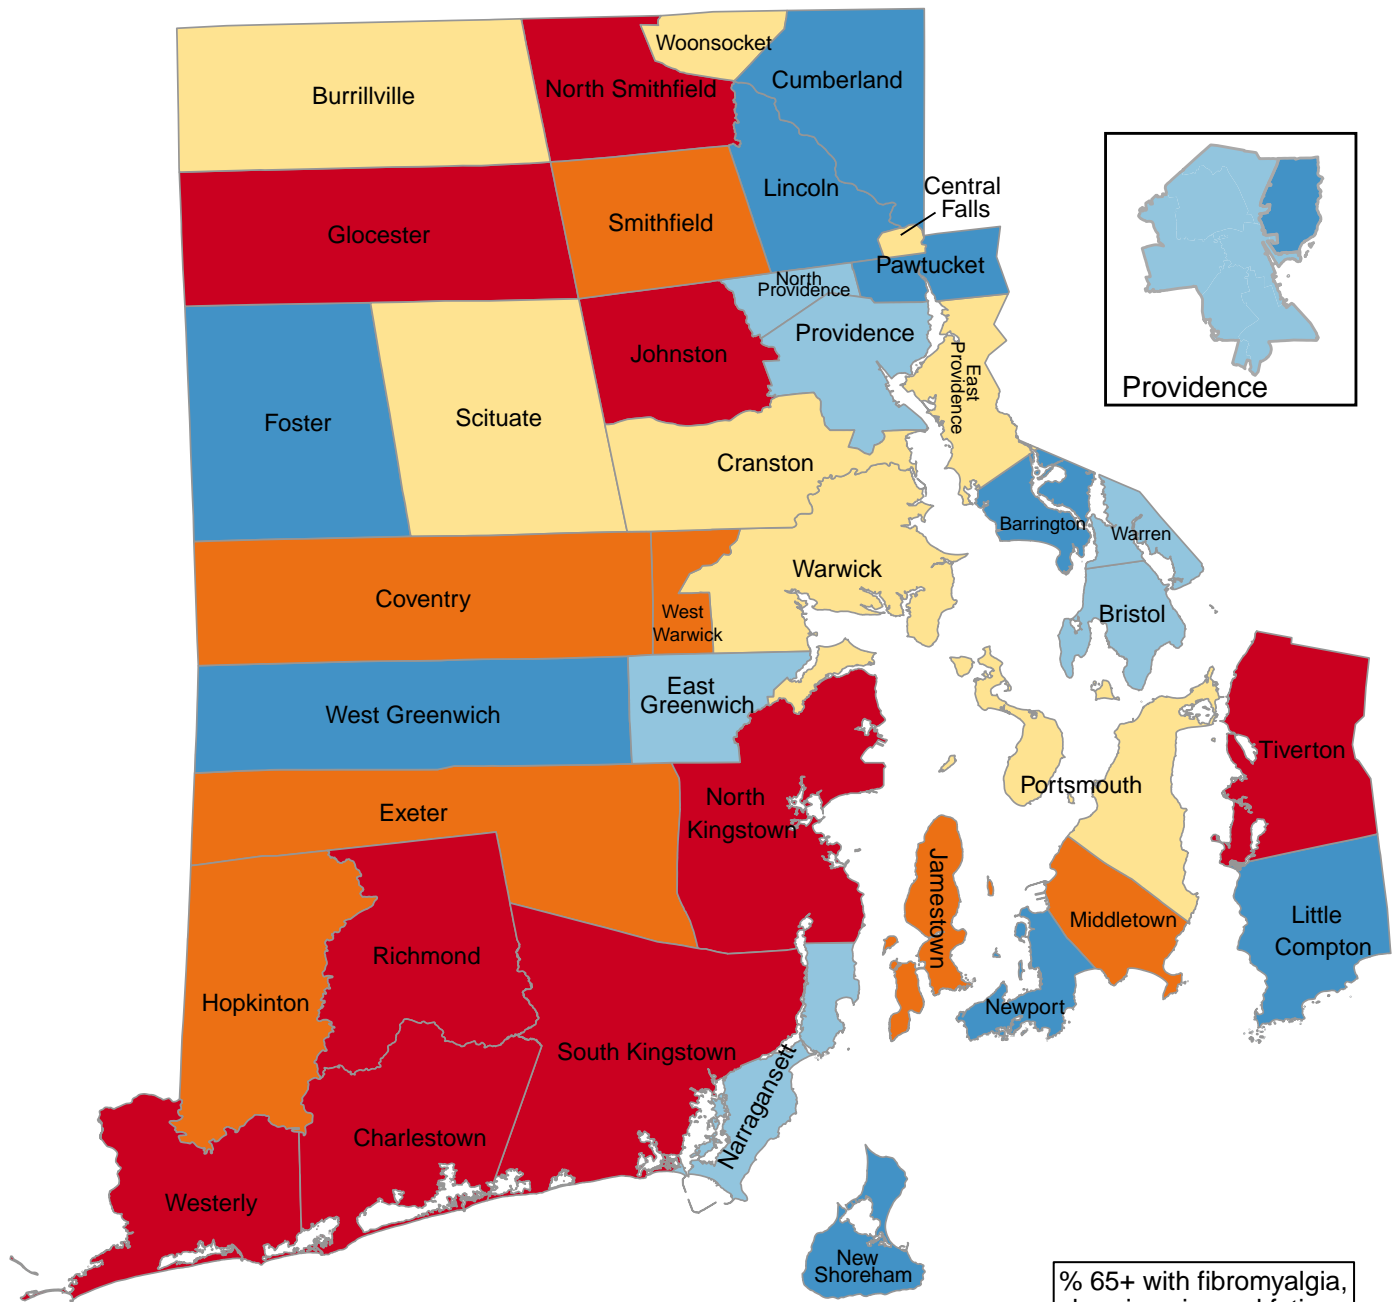 Woonsocket
Burrillville
North Smithfield
Cumberland
Lincoln
Central
Falls
Glocester
Smithfield
Pawtucket
North
Providence
Providence
Johnston
East
Providence
Providence
Foster
Scituate
Cranston
Barrington
Warren
Warwick
Coventry
West
Warwick
Bristol
East
Greenwich
West Greenwich
Tiverton
Portsmouth
North
Kingstown
Exeter
Jamestown
Middletown
Little
Compton
Richmond
Hopkinton
Newport
South Kingstown
Narragansett
Charlestown
Westerly
New
Shoreham
% 65+ with fibromyalgia,